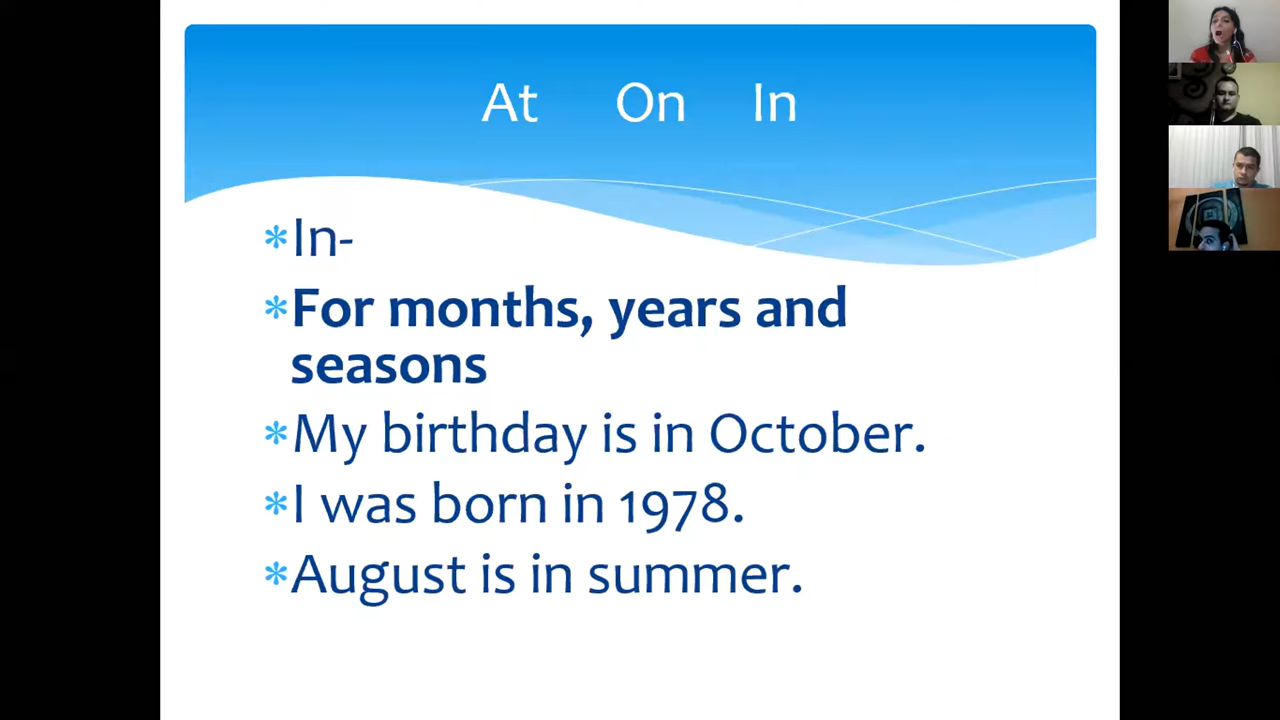 At On In
In-
For months, years and
seasons
My birthday is in October.
I was born in 1978.
August is in summer.